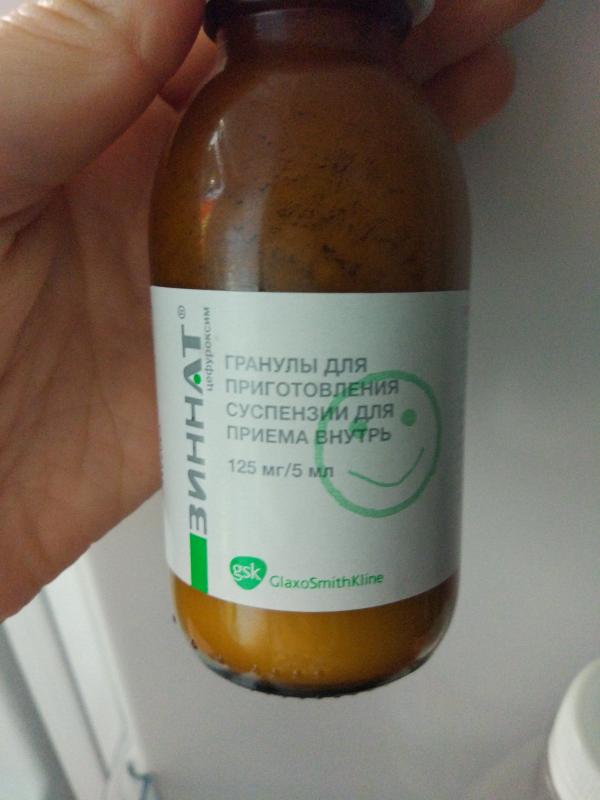 ЗИННАТ®
цефуроксим
ГРАНУЛЫ ДЛЯ
ПРИГОТОВЛЕНИЯ
СУСПЕНЗИИ ДЛЯ
ПРИЕМА ВНУТРЬ
125 мг/5 мл
gsk GlaxoSmithKline